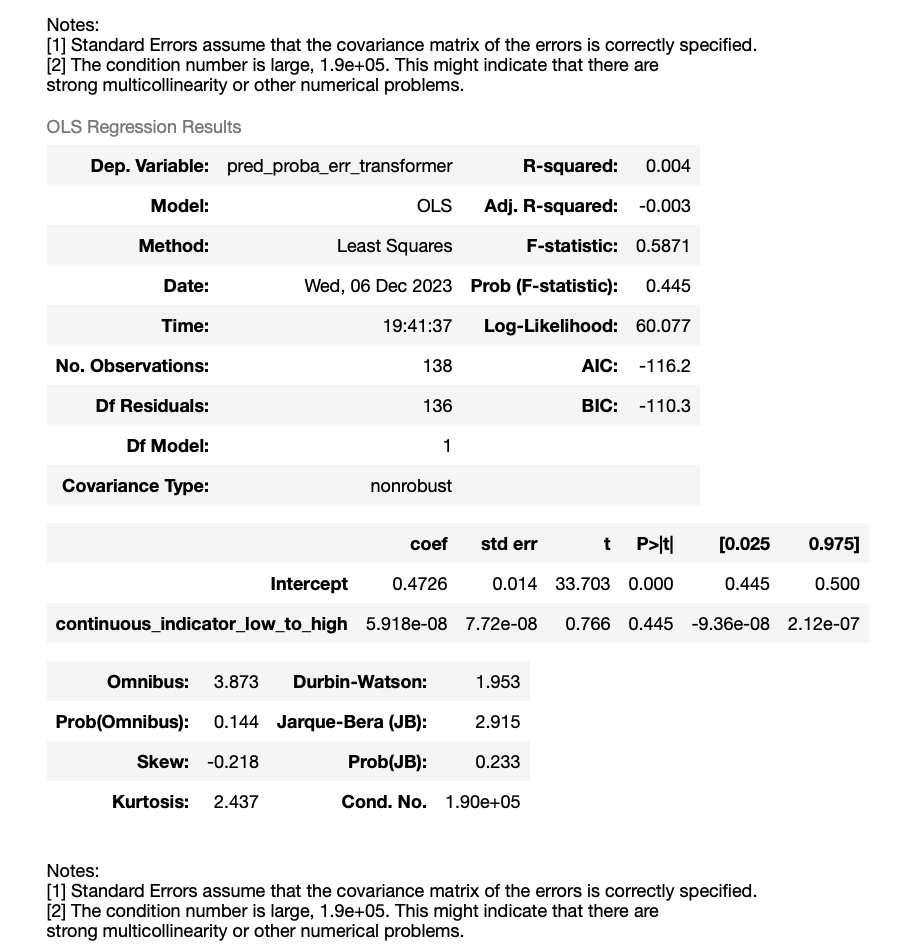 Notes:
[1] Standard Errors assume that the covariance matrix of the errors is correctly specified.
[2] The condition number is large, 1.9e+05. This might indicate that there are
strong multicollinearity or other numerical problems.
OLS Regression Results
Dep. Variable: pred_proba_err_transformer R-squared: 0.004
Model: OLS Adj. R-squared: -0.003
Method: Least Squares F-statistic: 0.5871
Date: Wed, 06 Dec 2023 Prob (F-statistic): 0.445
Time: 19:41:37 Log-Likelihood: 60.077
No. Observations: 138 AIC: -116.2
Df Residuals: 136 BIC: -110.3
Df Model: 1
Covariance Type: nonrobust
coef std err t P>|t| [0.025 0.975]
Intercept 0.4726 0.014 33.703 0.000 0.445 0.500
continuous_indicator_low_to_high 5.918e-08 7.72e-08 0.766 0.445 -9.36e-08 2.12e-07
Omnibus: 3.873 Durbin-Watson: 1.953
Prob(Omnibus): 0.144 Jarque-Bera (JB): 2.915
Skew: -0.218 Prob(JB): 0.233
Kurtosis: 2.437 Cond. No. 1.90e+05
Notes:
[1] Standard Errors assume that the covariance matrix of the errors is correctly specified.
[2] The condition number is large, 1.9e+05. This might indicate that there are
strong multicollinearity or other numerical problems.